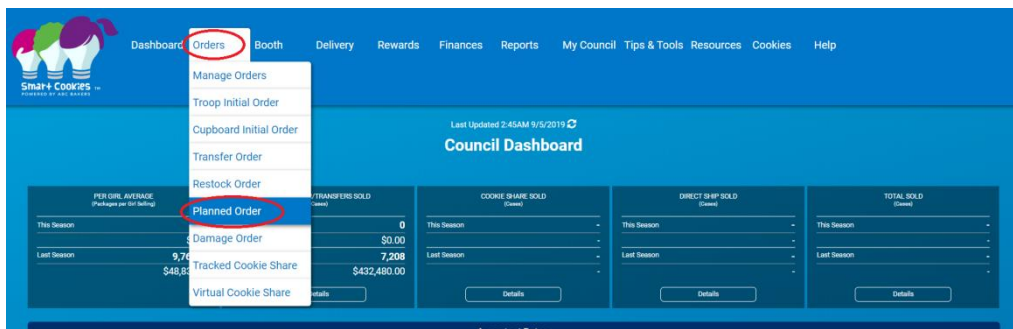 Dashboard Orders Booth Delivery Rewards Finances Reports My Council Tips & Tools Resources Cookies Help
Smart Cookies
POWERED BY ABC BAKERS
Manage Orders
Troop Initial Order
Cupboard Initial Order
Transfer Order
Restock Order
Planned Order
Damage Order
Tracked Cookie Share
Virtual Cookie Share
Last Updated 2:45AM 9/5/2019
Council Dashboard
PER GIRL AVERAGE
(Packages per Girl Selling)
This Season
Last Season 9,76
$48,83
/TRANSFERS SOLD
(Cases)
0
$0.00
7,208
$432,480.00
etails
COOKIE SHARE SOLD
(Cases)
This Season -
-
Last Season -
-
Details
DIRECT SHIP SOLD
(Cases)
This Season -
-
Last Season -
-
Details
TOTAL SOLD
(Cases)
This Season -
-
Last Season -
-
Details